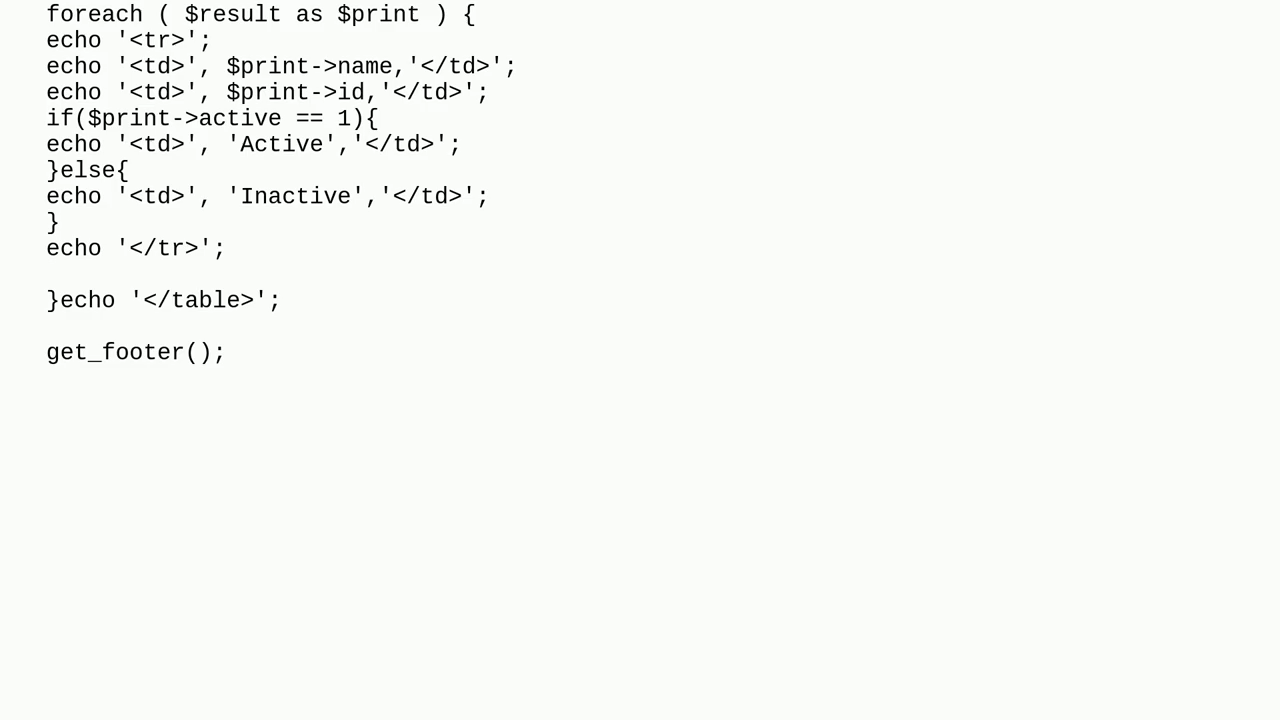 foreach ( $result as $print ) {
echo '<tr>';
echo '<td>', $print->name,'</td>';
echo '<td>', $print->id,'</td>';
if($print->active == 1){
echo '<td>', 'Active','</td>';
}else{
echo '<td>', 'Inactive','</td>';
}
echo '</tr>';
}echo '</table>';
get_footer();